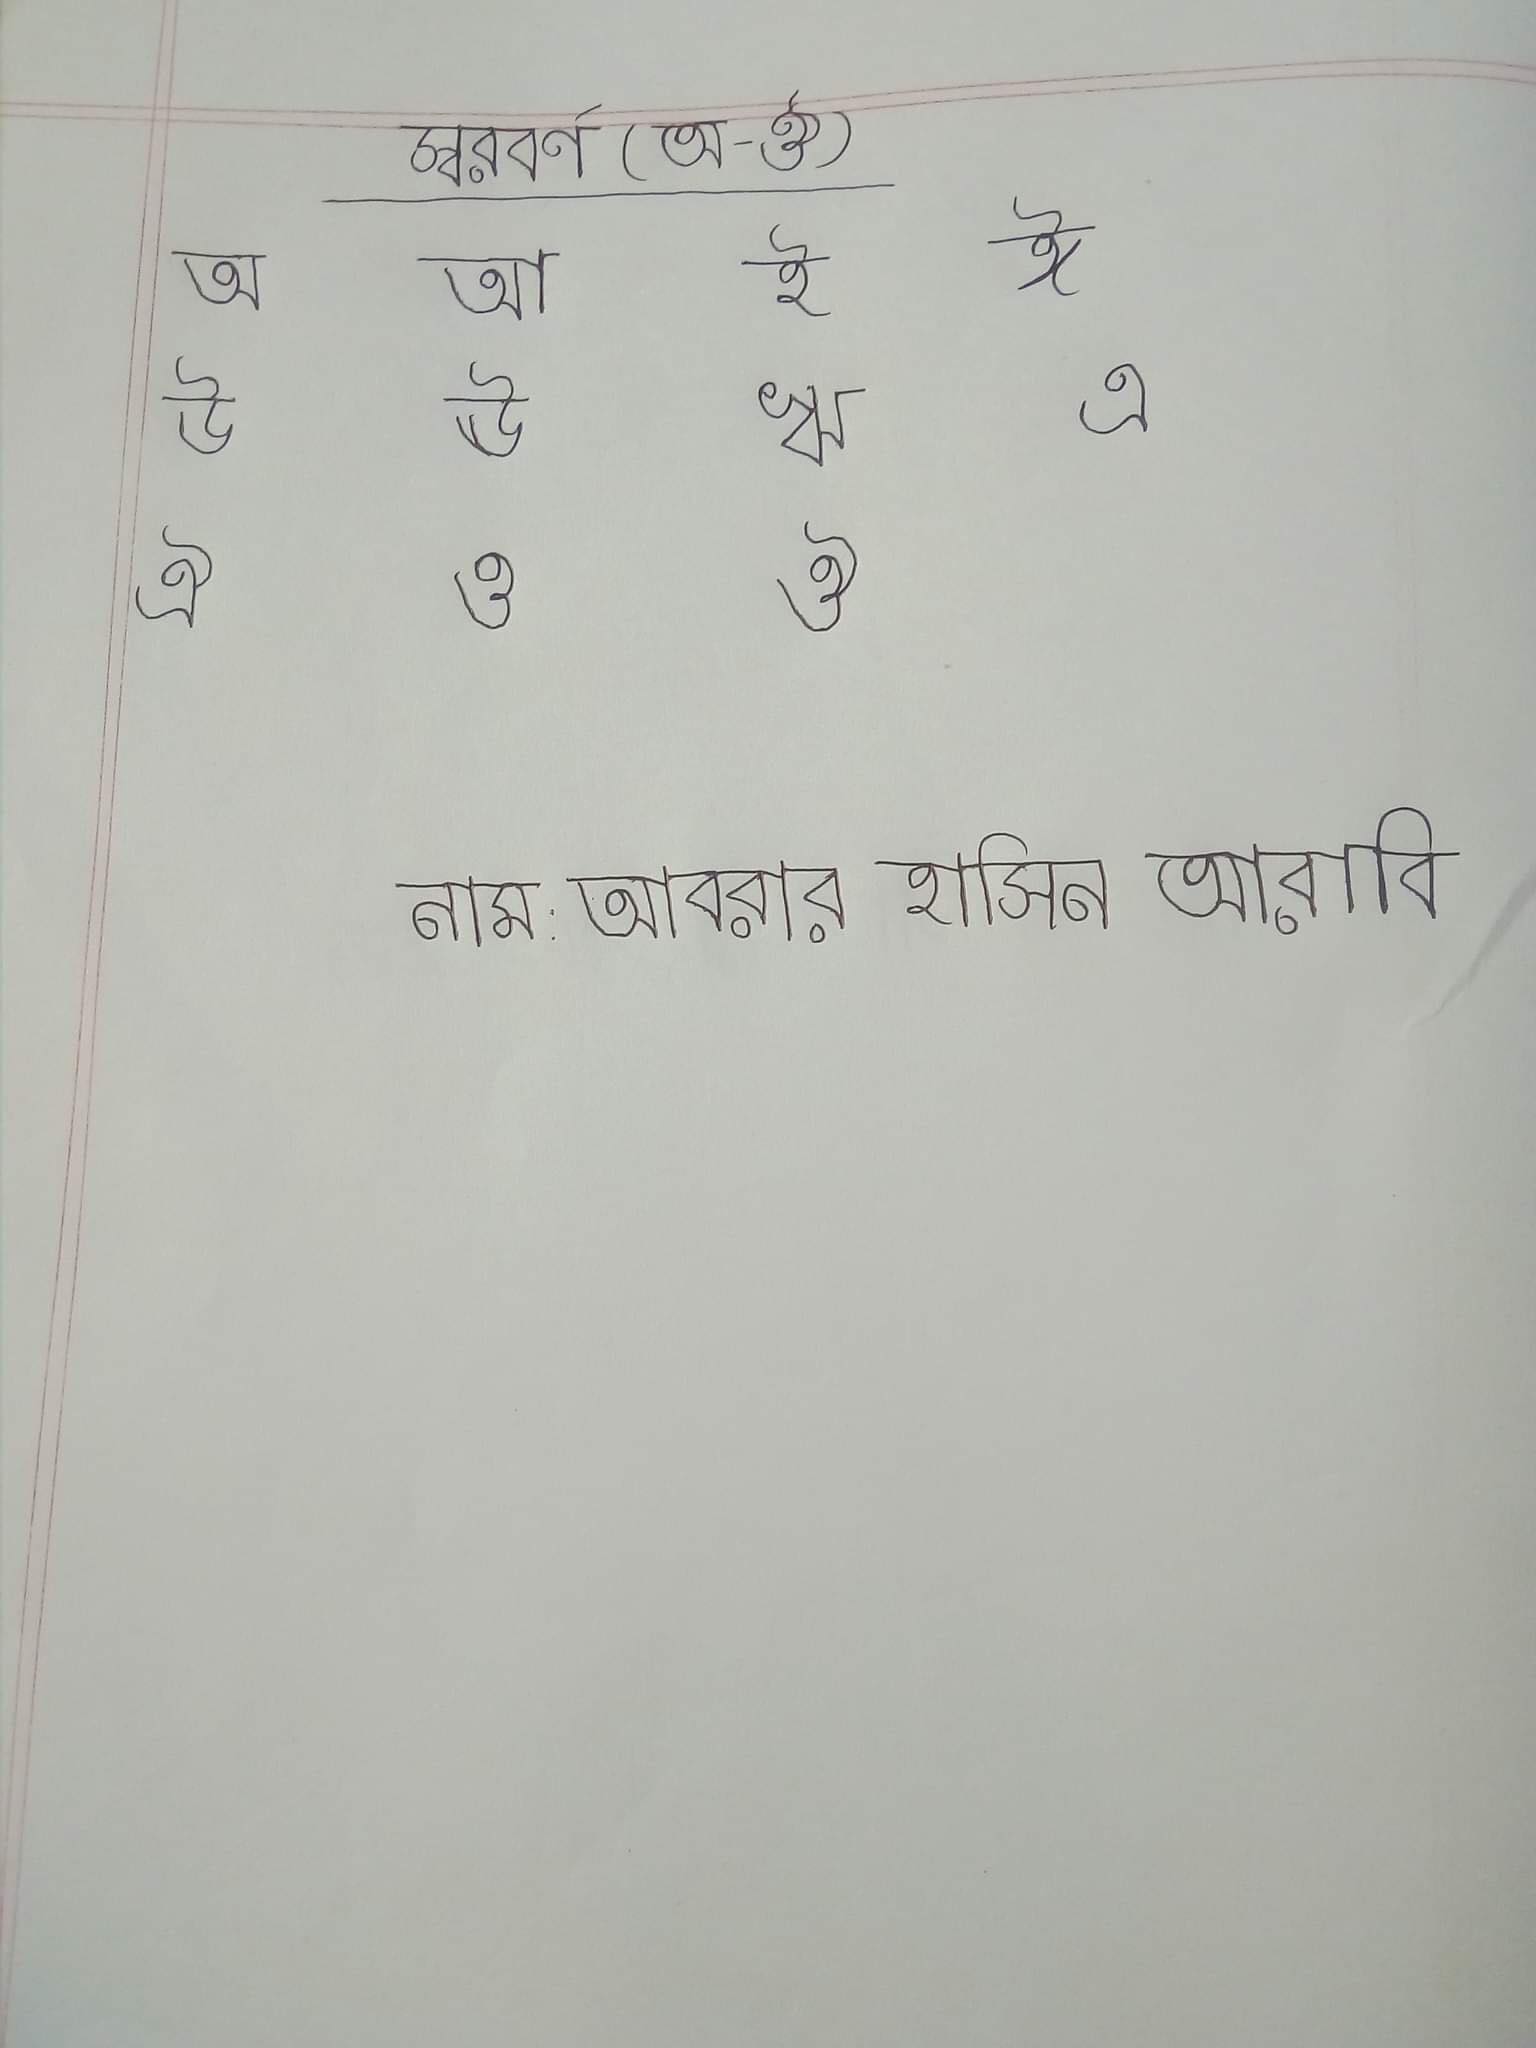 স্বরবর্ণ (অ-ঔ)
অ আ ই ঈ
উ ঊ ঋ এ
ঐ ও ঔ
নাম: আবরার হাসিন আরাবি